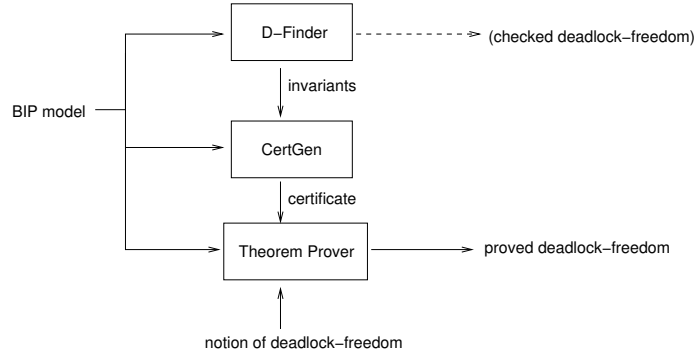 D−Finder
(checked deadlock−freedom)
invariants
BIP model
CertGen
certificate
Theorem Prover
proved deadlock−freedom
notion of deadlock−freedom